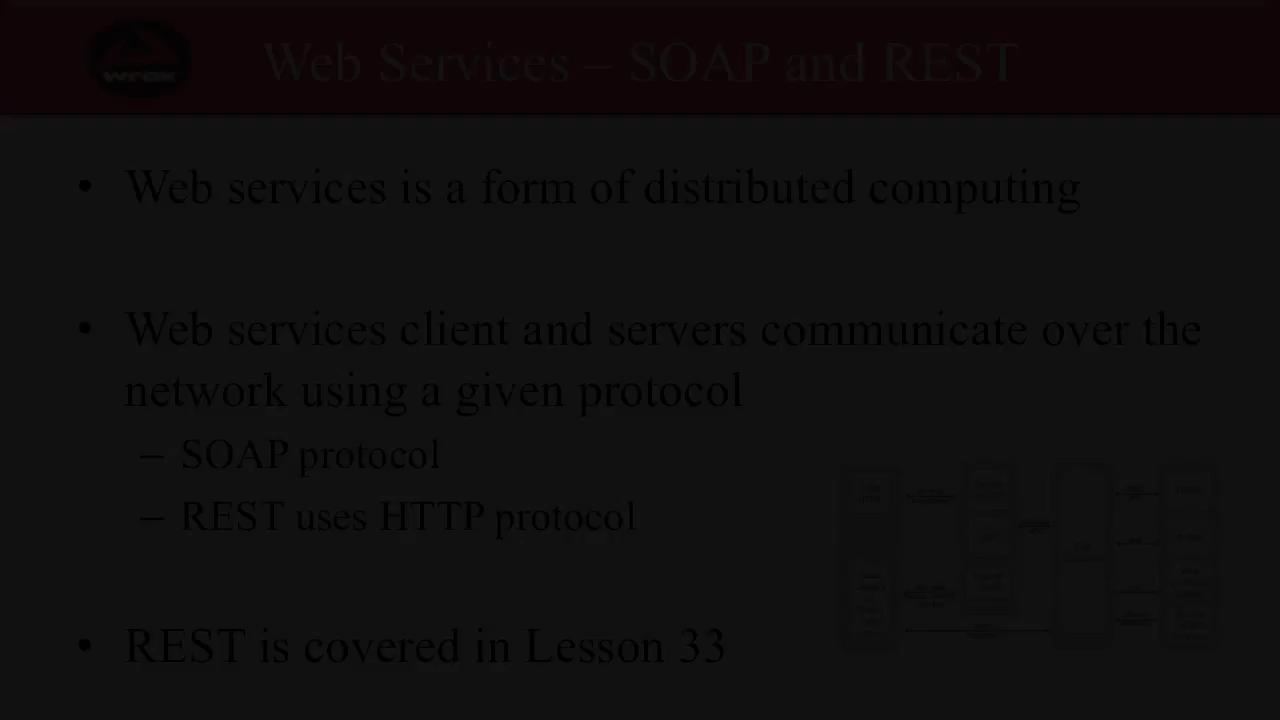 wrox
Web Services – SOAP and REST
• Web services is a form of distributed computing
• Web services client and servers communicate over the
network using a given protocol
– SOAP protocol
– REST uses HTTP protocol
• REST is covered in Lesson 33